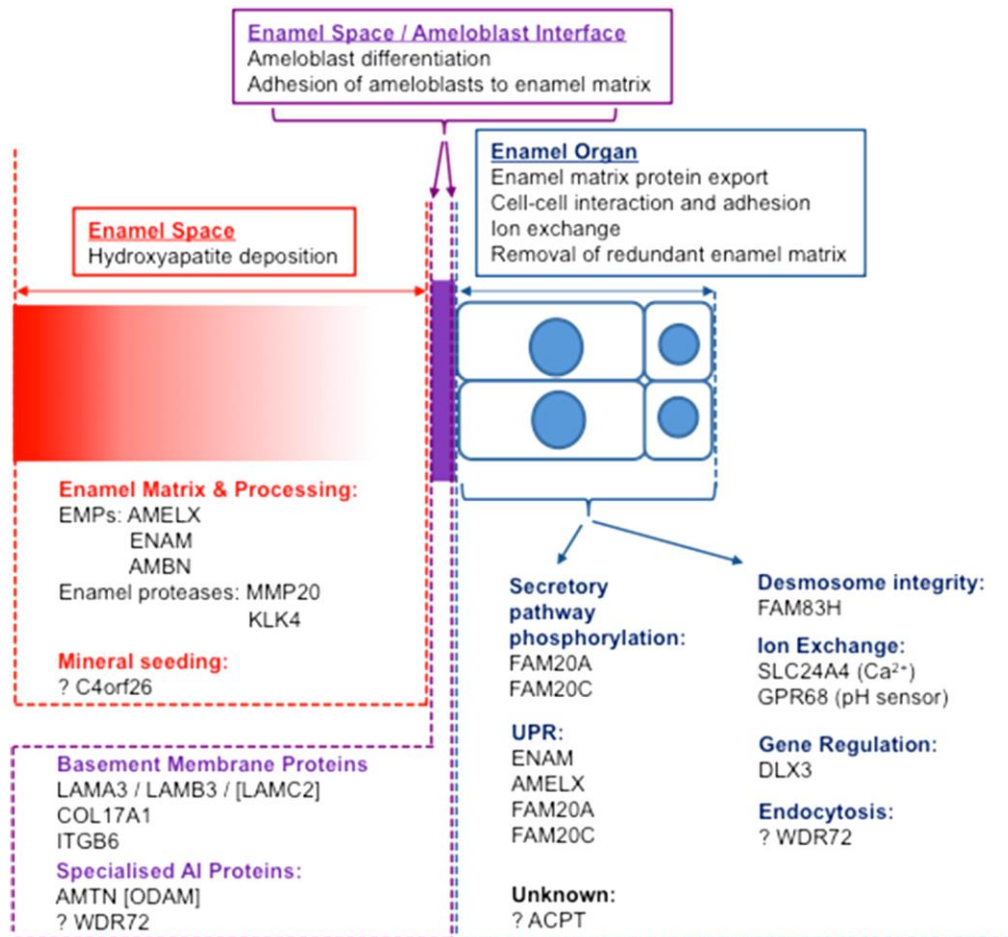 Enamel Space / Ameloblast Interface
Ameloblast differentiation
Adhesion of ameloblasts to enamel matrix
Enamel Organ
Enamel matrix protein export
Cell-cell interaction and adhesion
Ion exchange
Removal of redundant enamel matrix
Enamel Space
Hydroxyapatite deposition
Enamel Matrix & Processing:
EMPs: AMELX
ENAM
AMBN
Enamel proteases: MMP20
KLK4
Mineral seeding:
? C4orf26
Basement Membrane Proteins
LAMA3 / LAMB3 / [LAMC2]
COL17A1
ITGB6
Specialised AI Proteins:
AMTN [ODAM]
? WDR72
Secretory
pathway
phosphorylation:
FAM20A
FAM20C
UPR:
ENAM
AMELX
FAM20A
FAM20C
Unknown:
? ACPT
Desmosome integrity:
FAM83H
Ion Exchange:
SLC24A4 (Ca²⁺)
GPR68 (pH sensor)
Gene Regulation:
DLX3
Endocytosis:
? WDR72